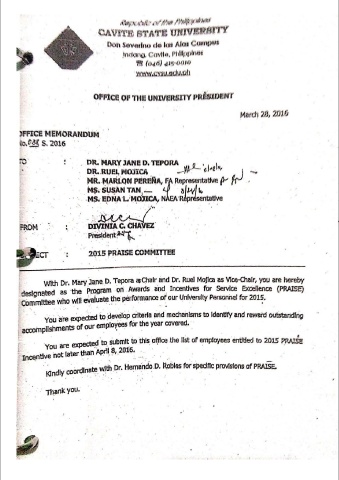 Republic of the Philippines
CAVITE STATE UNIVERSITY
Don Severino de las Alas Campus
Indang, Cavite, Philippines
☎ (046) 415-0010
www.cvsu.edu.ph
OFFICE OF THE UNIVERSITY PRESIDENT
March 28, 2016
OFFICE MEMORANDUM
No. S. 2016
TO : DR. MARY JANE D. TEPORA
DR. RUEL MOJICA
MR. MARLON PEREÑA, FA Representative
MS. SUSAN TAN
MS. EDNA L. MOJICA, NAEA Representative
FROM : DIVINIA C. CHAVEZ
President
SUBJECT : 2015 PRAISE COMMITTEE
With Dr. Mary Jane D. Tepora as Chair and Dr. Ruel Mojica as Vice-Chair, you are hereby
designated as the Program on Awards and Incentives for Service Excellence (PRAISE)
Committee who will evaluate the performance of our University Personnel for 2015.
You are expected to develop criteria and mechanisms to identify and reward outstanding
accomplishments of our employees for the year covered.
You are expected to submit to this office the list of employees entitled to 2015 PRAISE
Incentive not later than April 8, 2016.
Kindly coordinate with Dr. Hernando D. Robles for specific provisions of PRAISE.
Thank you.